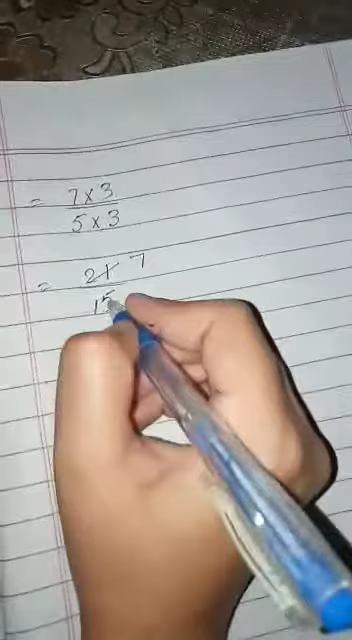 = 7 x 3
5 x 3
= 21 7
15